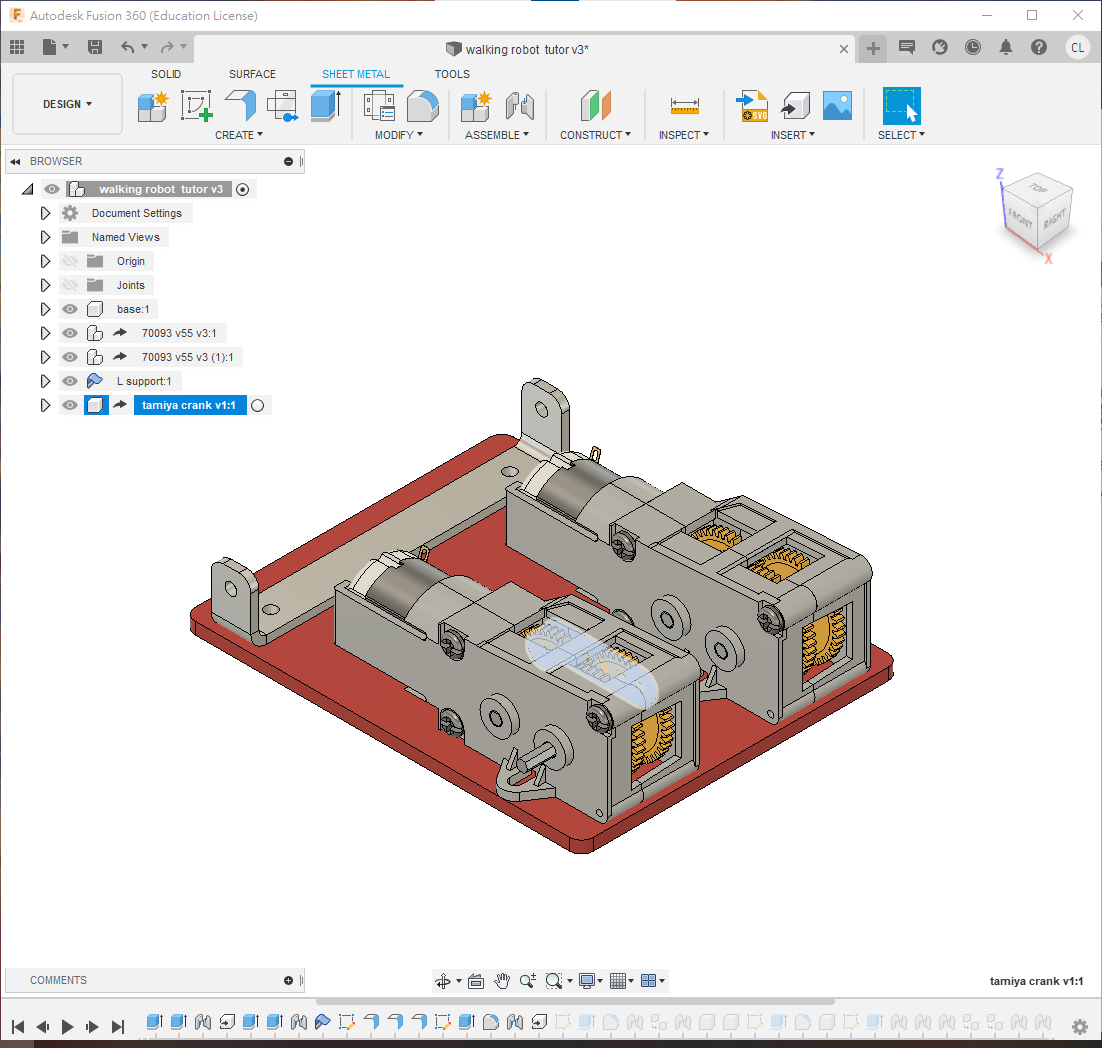 Autodesk Fusion 360 (Education License)
walking robot tutor v3*
CL
SOLID SURFACE SHEET METAL TOOLS
DESIGN ▾
SVG
CREATE ▾ MODIFY ▾ ASSEMBLE ▾ CONSTRUCT ▾ INSPECT ▾ INSERT ▾ SELECT ▾
BROWSER
walking robot tutor v3
Document Settings
Named Views
Origin
Joints
base:1
70093 v55 v3:1
70093 v55 v3 (1):1
L support:1
tamiya crank v1:1
Z
TOP
FRONT
RIGHT
X
COMMENTS
tamiya crank v1:1